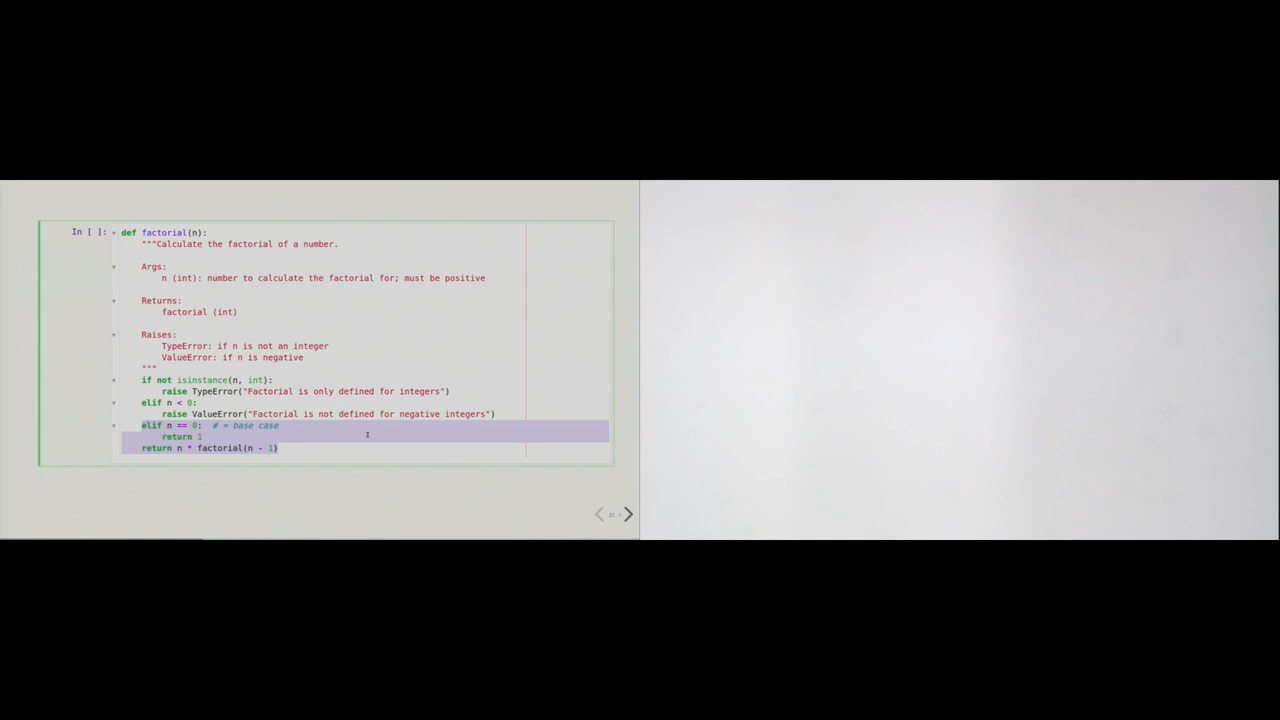 In [ ]:
def factorial(n):
    """Calculate the factorial of a number.
    Args:
        n (int): number to calculate the factorial for; must be positive
    Returns:
        factorial (int)
    Raises:
        TypeError: if n is not an integer
        ValueError: if n is negative
    """
    if not isinstance(n, int):
        raise TypeError("Factorial is only defined for integers")
    elif n < 0:
        raise ValueError("Factorial is not defined for negative integers")
    elif n == 0:  # = base case
        return 1
    return n * factorial(n - 1)